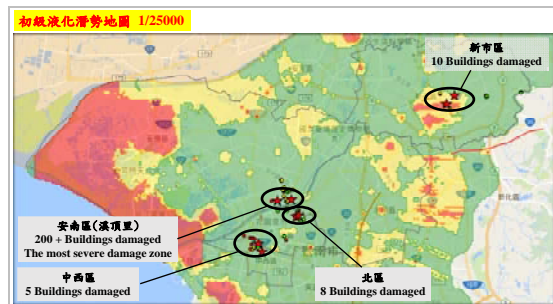 初級液化潛勢地圖 1/25000
新市區
10 Buildings damaged
安南區(溪頂里)
200 + Buildings damaged
The most severe damage zone
中西區
5 Buildings damaged
北區
8 Buildings damaged